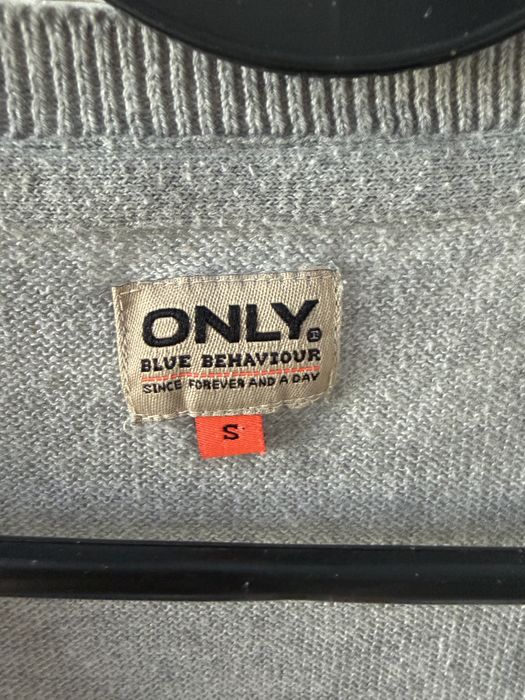 ONLY®
BLUE BEHAVIOUR
SINCE FOREVER AND A DAY
S